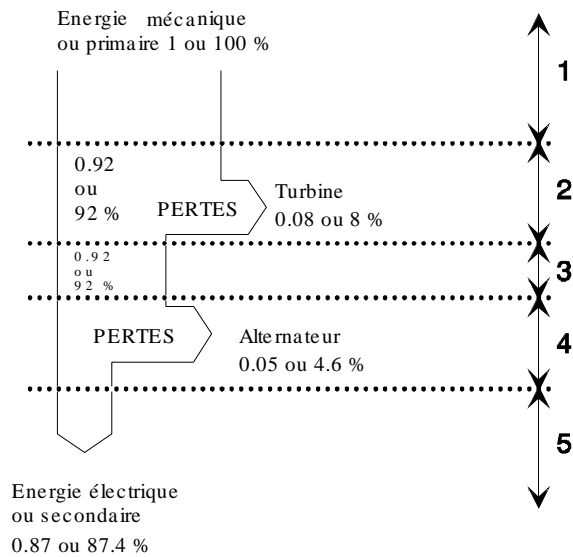 Energie mécanique
ou primaire 1 ou 100 %
1
0.92
ou
92 %
PERTES
Turbine
0.08 ou 8 %
2
0.92
ou
92 %
3
PERTES
Alternateur
0.05 ou 4.6 %
4
5
Energie électrique
ou secondaire
0.87 ou 87.4 %